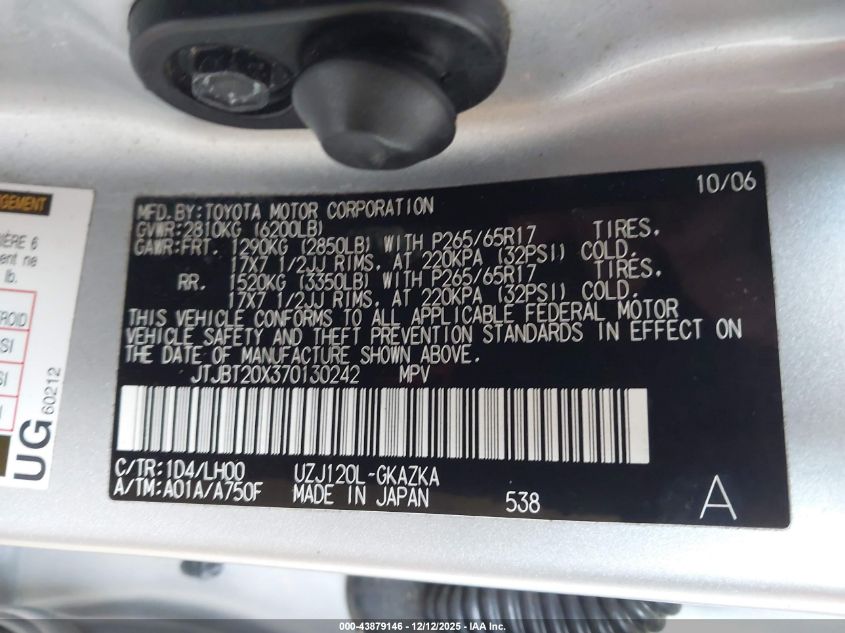 10/06
MFD. BY: TOYOTA MOTOR CORPORATION
GVWR: 2810KG (6200LB)
GAWR: FRT. 1290KG (2850LB) WITH P265/65R17 TIRES,
17X7 1/2JJ RIMS, AT 220KPA (32PSI) COLD.
RR. 1520KG (3350LB) WITH P265/65R17 TIRES,
17X7 1/2JJ RIMS, AT 220KPA (32PSI) COLD.
THIS VEHICLE CONFORMS TO ALL APPLICABLE FEDERAL MOTOR
VEHICLE SAFETY AND THEFT PREVENTION STANDARDS IN EFFECT ON
THE DATE OF MANUFACTURE SHOWN ABOVE.
JTJBT20X370130242 MPV
C/TR: 1D4/LH00 UZJ120L-GKAZKA
A/TM: A01A/A750F MADE IN JAPAN 538 A
UG 60212
000-43879146 - 12/12/2025 - IAA Inc.